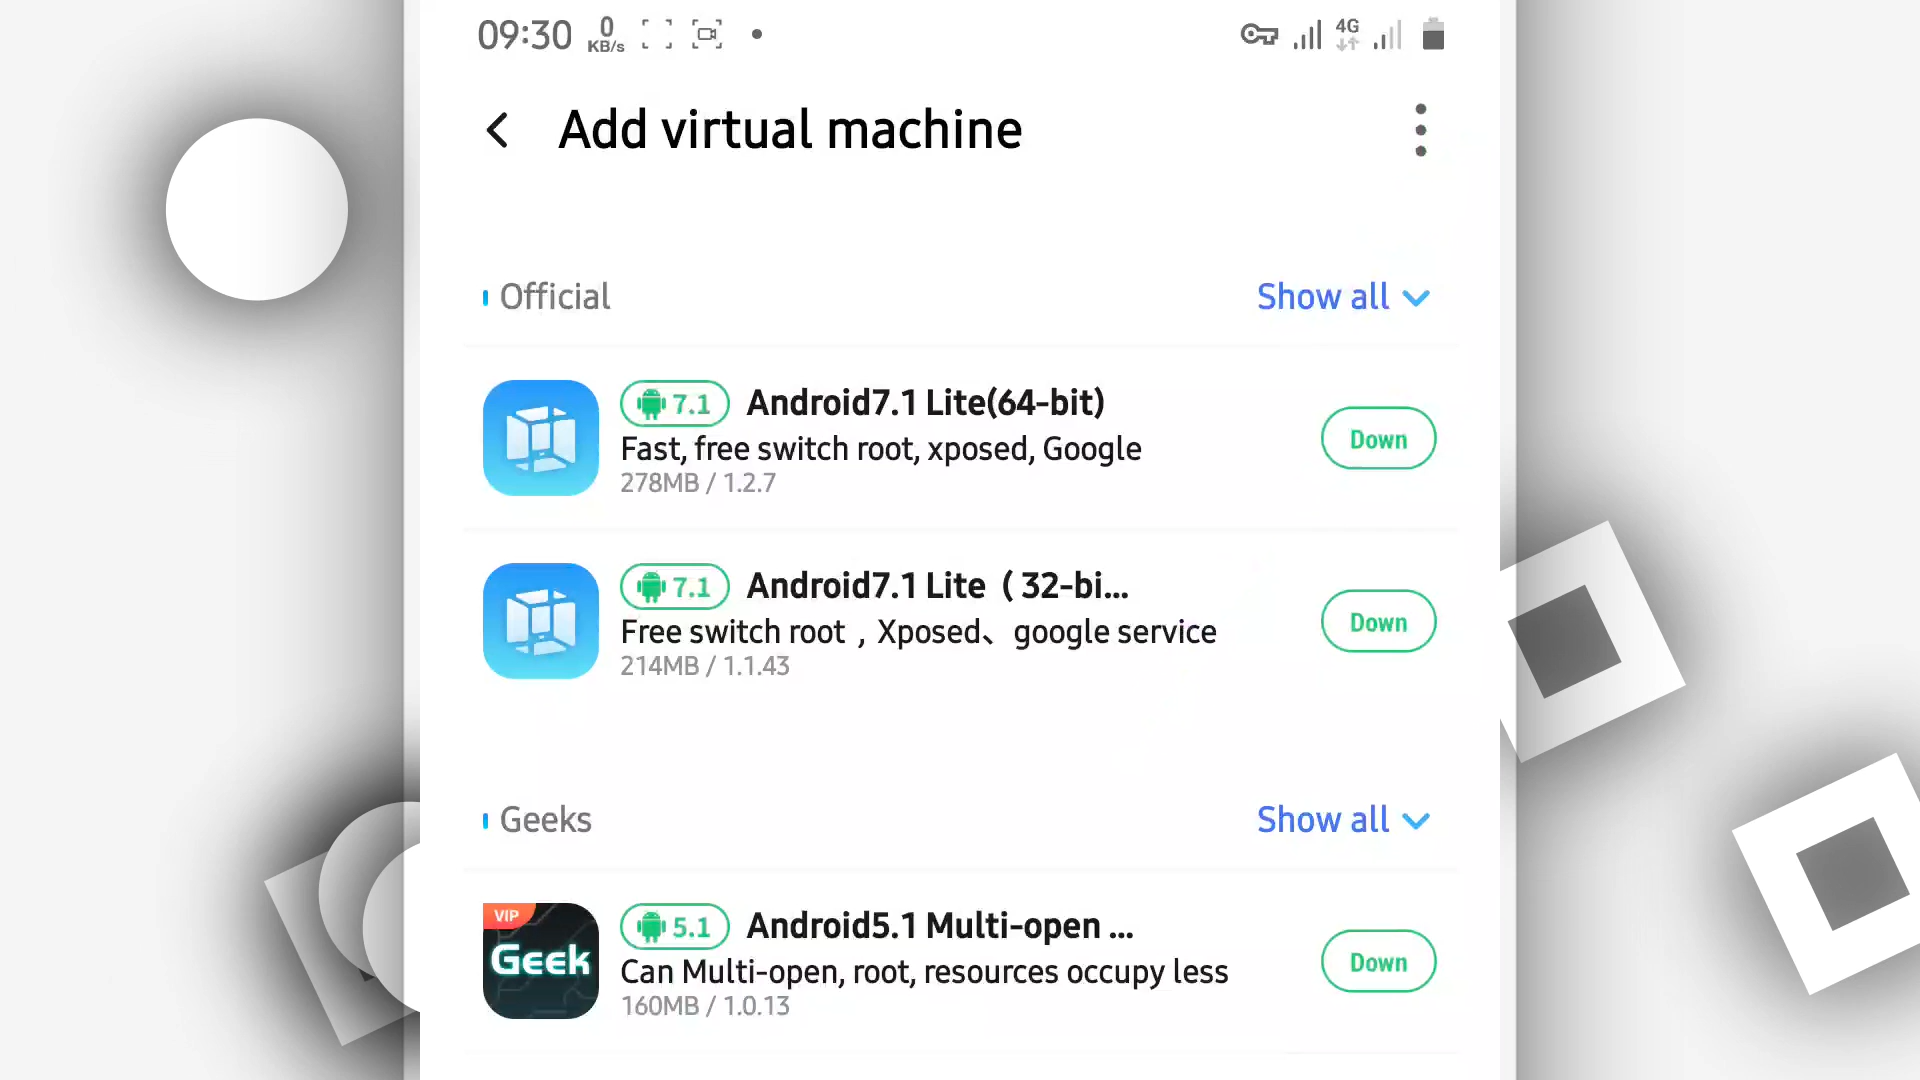 09:30 0 KB/s 4G
Add virtual machine
Official Show all
7.1 Android7.1 Lite(64-bit)
Fast, free switch root, xposed, Google
278MB / 1.2.7
Down
7.1 Android7.1 Lite（32-bi...
Free switch root，Xposed、google service
214MB / 1.1.43
Down
Geeks Show all
VIP
Geek
5.1 Android5.1 Multi-open ...
Can Multi-open, root, resources occupy less
160MB / 1.0.13
Down